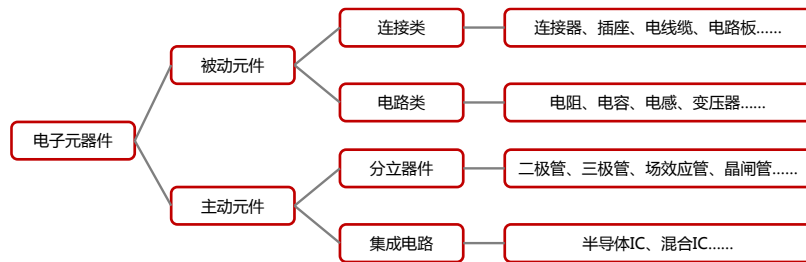 电子元器件
被动元件
连接类
连接器、插座、电线缆、电路板......
电路类
电阻、电容、电感、变压器......
主动元件
分立器件
二极管、三极管、场效应管、晶闸管......
集成电路
半导体IC、混合IC......